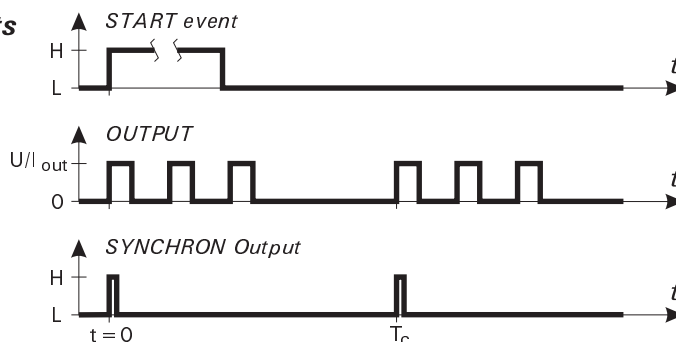 ts
START event
H
L
t
OUTPUT
U/I out
0
t
SYNCHRON Output
H
L
t
t = 0
Tc